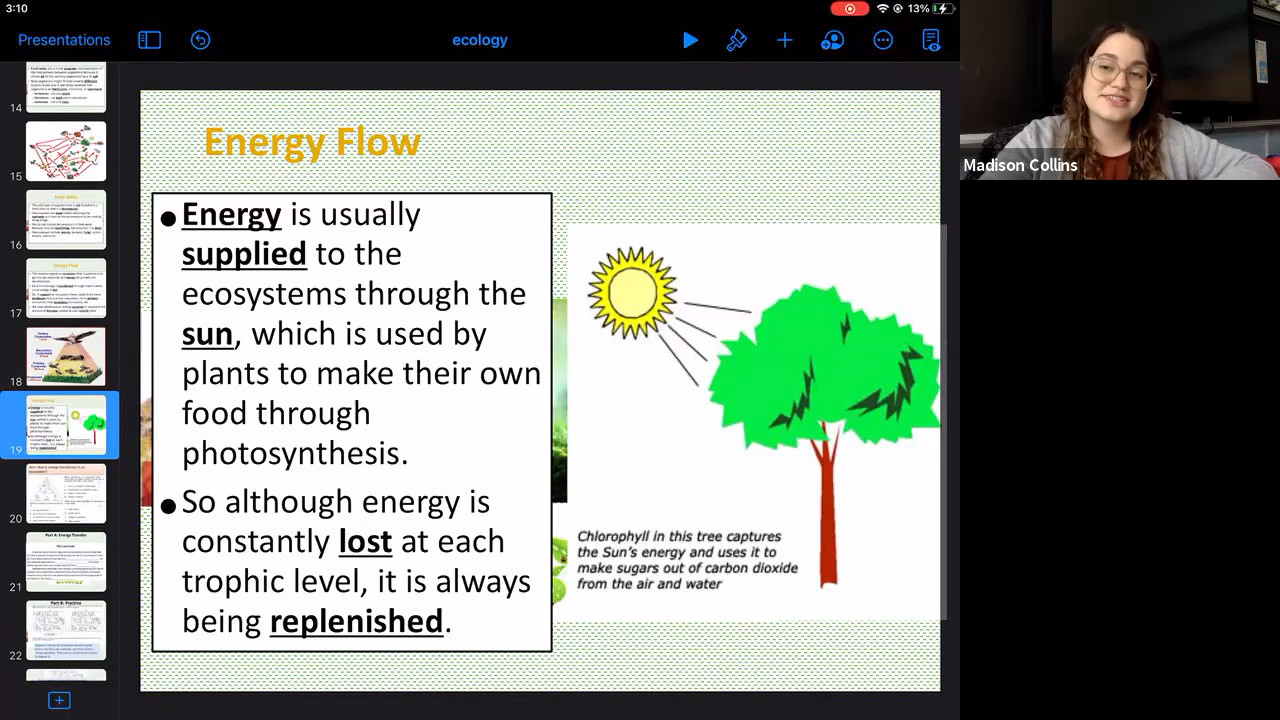 3:10
13%
Presentations
ecology
14
15
16
17
18
19
20
21
22
Part A: Energy Transfer
Part B: Practice
Energy Flow
● Energy is usually
supplied to the
ecosystems through he
sun, which is used by
plants to make their own
food through
photosynthesis.
● So although energy is
constantly lost at each
trophic level, it is always
being replenished.
Chlorophyll in this tree captures
the Sun's energy and uses it to
make sugars out of carbon dioxide
from the air and water
Madison Collins